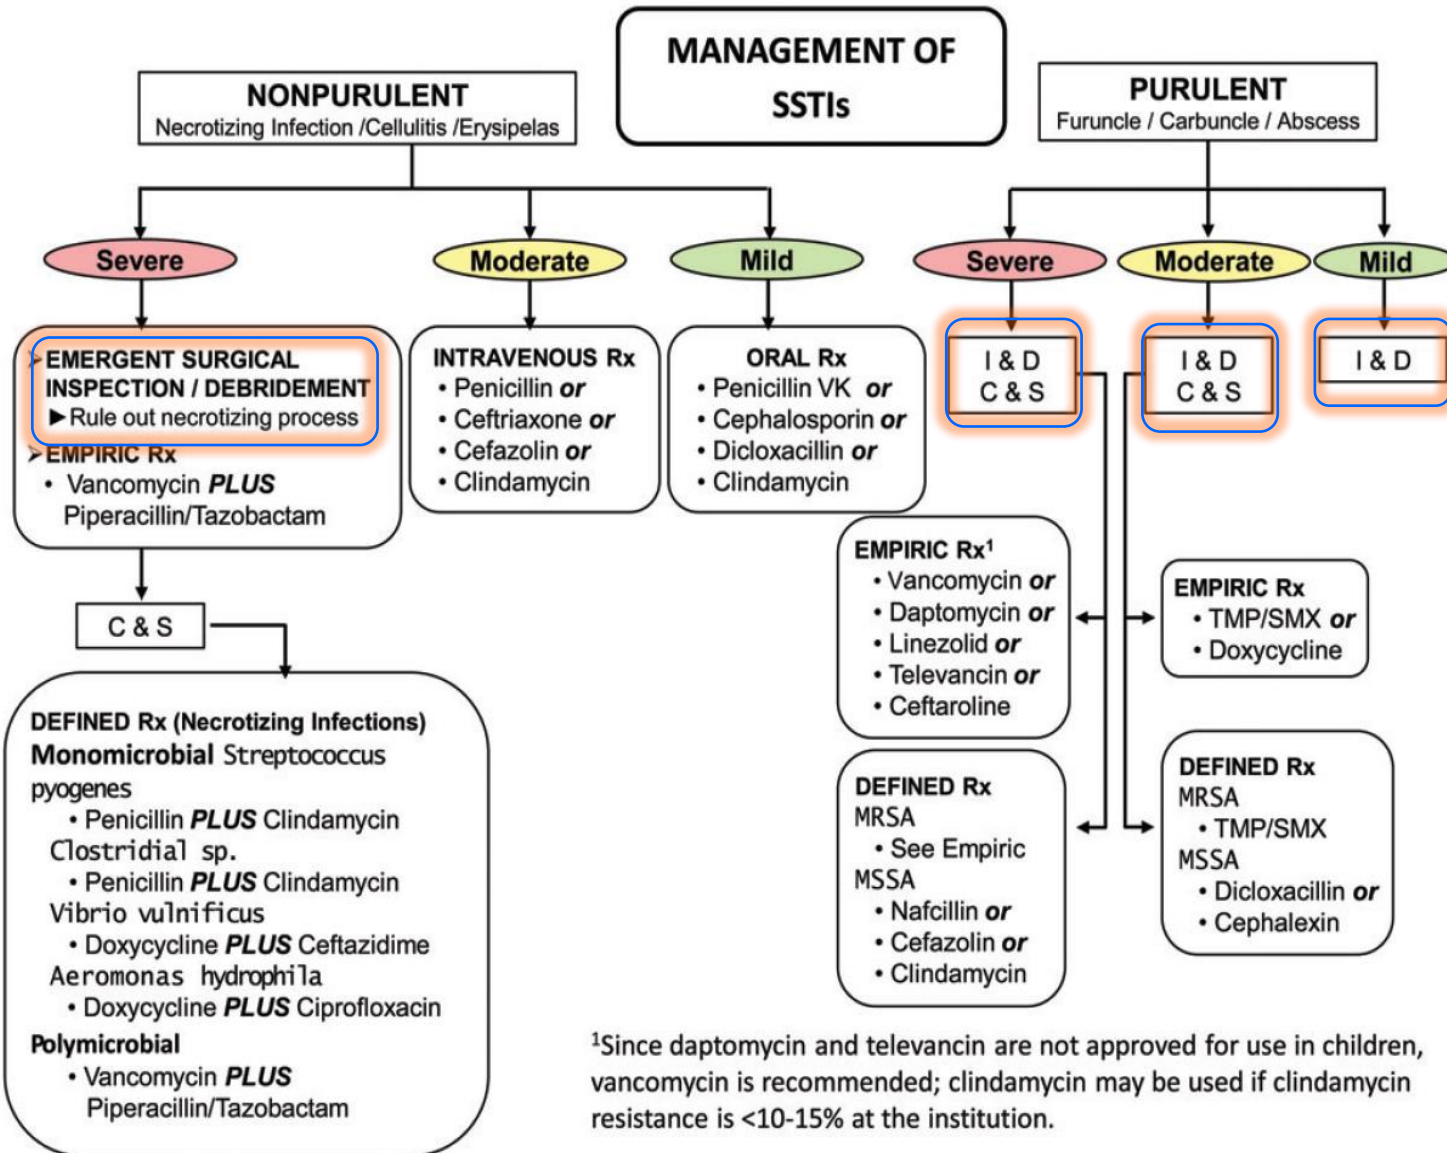 MANAGEMENT OF
SSTIs
NONPURULENT
Necrotizing Infection /Cellulitis /Erysipelas
Severe
➤EMERGENT SURGICAL
INSPECTION / DEBRIDEMENT
►Rule out necrotizing process
➤EMPIRIC Rx
• Vancomycin PLUS
Piperacillin/Tazobactam
C & S
DEFINED Rx (Necrotizing Infections)
Monomicrobial Streptococcus
pyogenes
• Penicillin PLUS Clindamycin
Clostridial sp.
• Penicillin PLUS Clindamycin
Vibrio vulnificus
• Doxycycline PLUS Ceftazidime
Aeromonas hydrophila
• Doxycycline PLUS Ciprofloxacin
Polymicrobial
• Vancomycin PLUS
Piperacillin/Tazobactam
Moderate
INTRAVENOUS Rx
• Penicillin or
• Ceftriaxone or
• Cefazolin or
• Clindamycin
Mild
ORAL Rx
• Penicillin VK or
• Cephalosporin or
• Dicloxacillin or
• Clindamycin
PURULENT
Furuncle / Carbuncle / Abscess
Severe
I & D
C & S
EMPIRIC Rx¹
• Vancomycin or
• Daptomycin or
• Linezolid or
• Televancin or
• Ceftaroline
DEFINED Rx
MRSA
• See Empiric
MSSA
• Nafcillin or
• Cefazolin or
• Clindamycin
Moderate
I & D
C & S
EMPIRIC Rx
• TMP/SMX or
• Doxycycline
DEFINED Rx
MRSA
• TMP/SMX
MSSA
• Dicloxacillin or
• Cephalexin
Mild
I & D
¹Since daptomycin and televancin are not approved for use in children,
vancomycin is recommended; clindamycin may be used if clindamycin
resistance is <10-15% at the institution.